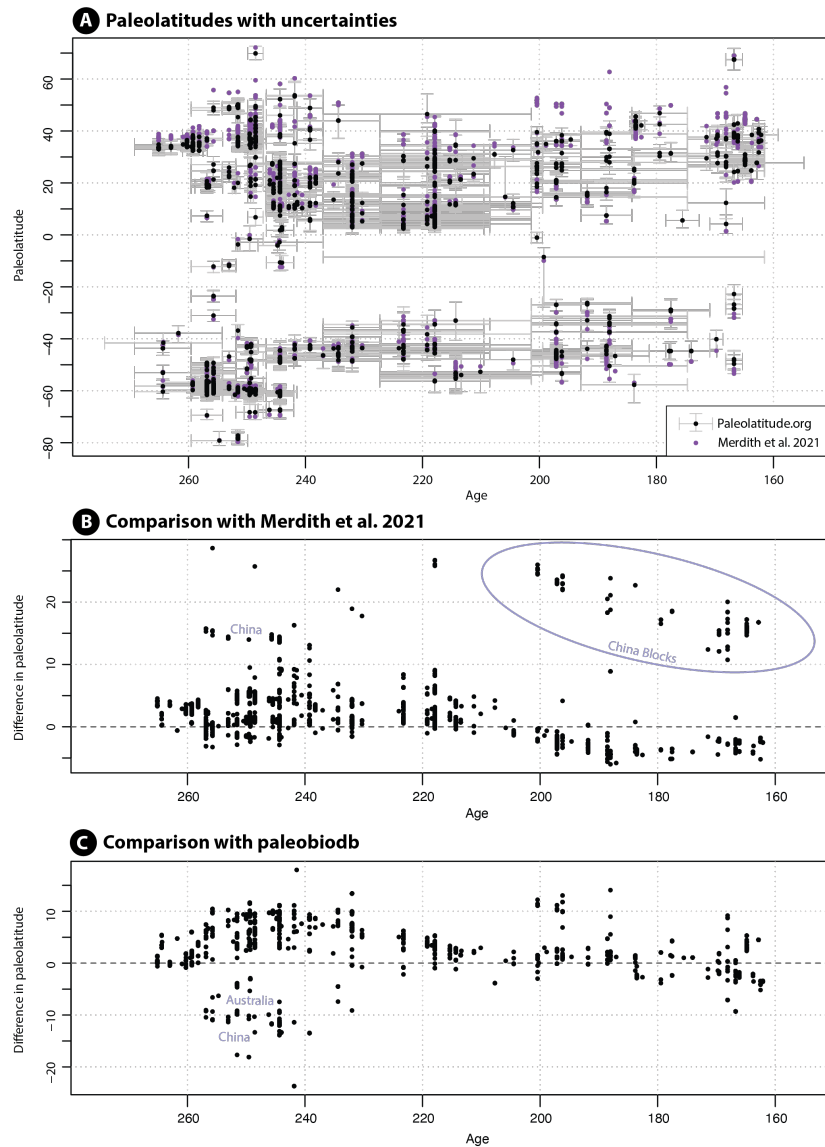 A Paleolatitudes with uncertainties
Paleolatitude
60
40
20
0
−20
−40
−60
−80
260 240 220 200 180 160
Age
Paleolatitude.org
Merdith et al. 2021
B Comparison with Merdith et al. 2021
Difference in paleolatitude
20
10
0
China
China Blocks
260 240 220 200 180 160
Age
C Comparison with paleobiodb
Difference in paleolatitude
10
0
−10
−20
Australia
China
260 240 220 200 180 160
Age